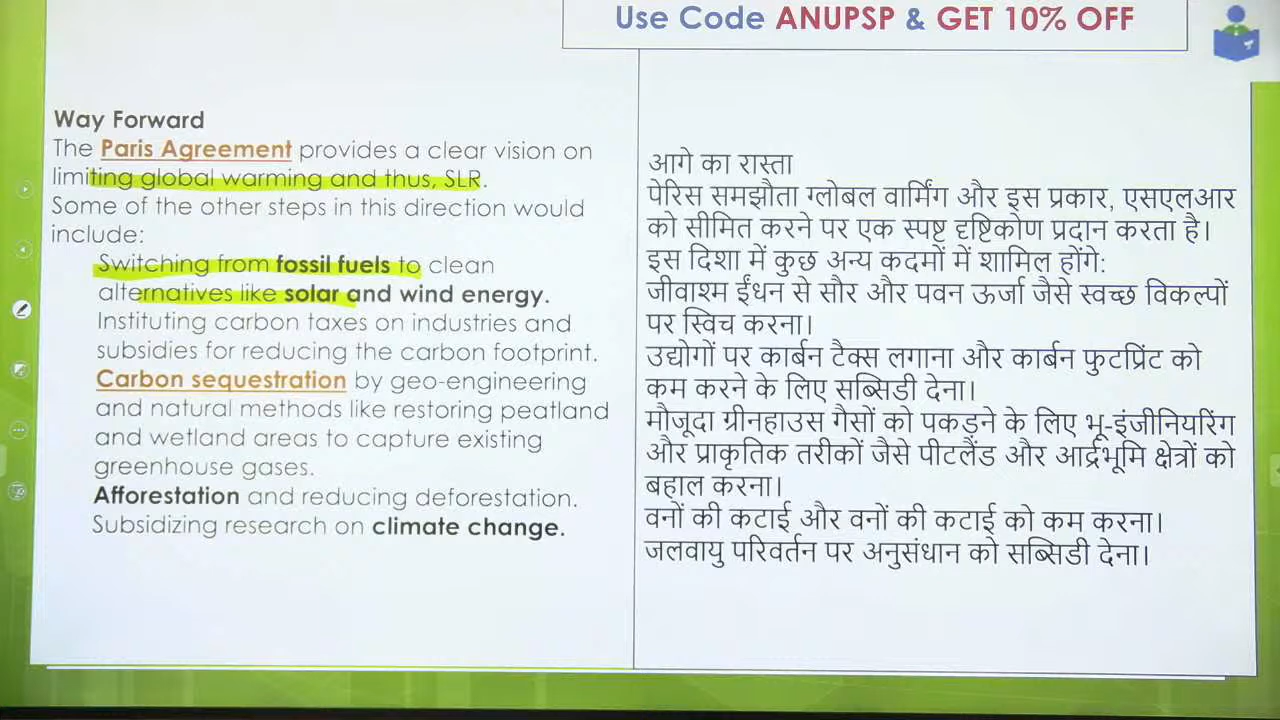 Use Code ANUPSP & GET 10% OFF
Way Forward
The Paris Agreement provides a clear vision on
limiting global warming and thus, SLR.
Some of the other steps in this direction would
include:
Switching from fossil fuels to clean
alternatives like solar and wind energy.
Instituting carbon taxes on industries and
subsidies for reducing the carbon footprint.
Carbon sequestration by geo-engineering
and natural methods like restoring peatland
and wetland areas to capture existing
greenhouse gases.
Afforestation and reducing deforestation.
Subsidizing research on climate change.
आगे का रास्ता
पेरिस समझौता ग्लोबल वार्मिंग और इस प्रकार, एसएलआर
को सीमित करने पर एक स्पष्ट दृष्टिकोण प्रदान करता है।
इस दिशा में कुछ अन्य कदमों में शामिल होंगे:
जीवाश्म ईंधन से सौर और पवन ऊर्जा जैसे स्वच्छ विकल्पों
पर स्विच करना।
उद्योगों पर कार्बन टैक्स लगाना और कार्बन फुटप्रिंट को
कम करने के लिए सब्सिडी देना।
मौजूदा ग्रीनहाउस गैसों को पकड़ने के लिए भू-इंजीनियरिंग
और प्राकृतिक तरीकों जैसे पीटलैंड और आर्द्रभूमि क्षेत्रों को
बहाल करना।
वनों की कटाई और वनों की कटाई को कम करना।
जलवायु परिवर्तन पर अनुसंधान को सब्सिडी देना।